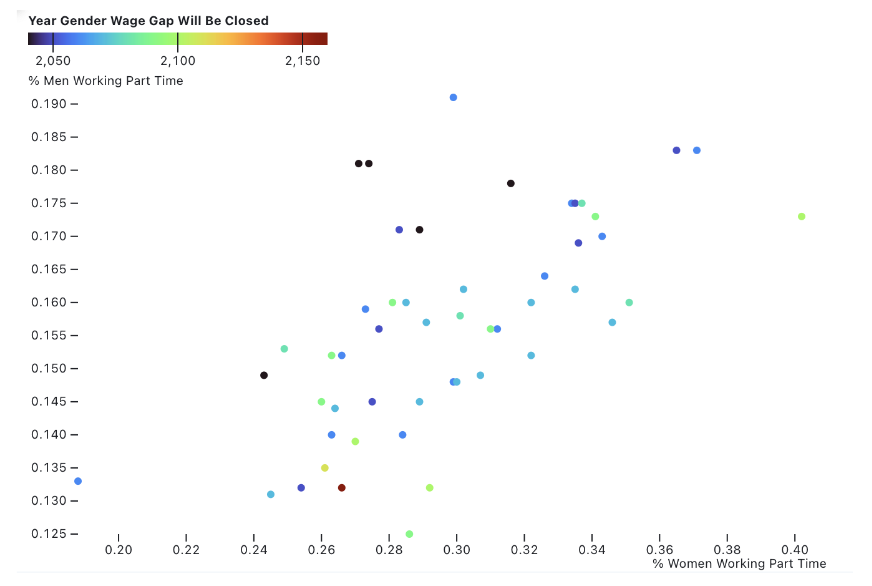 Year Gender Wage Gap Will Be Closed
2,050 2,100 2,150
% Men Working Part Time
0.190
0.185
0.180
0.175
0.170
0.165
0.160
0.155
0.150
0.145
0.140
0.135
0.130
0.125
0.20 0.22 0.24 0.26 0.28 0.30 0.32 0.34 0.36 0.38 0.40
% Women Working Part Time